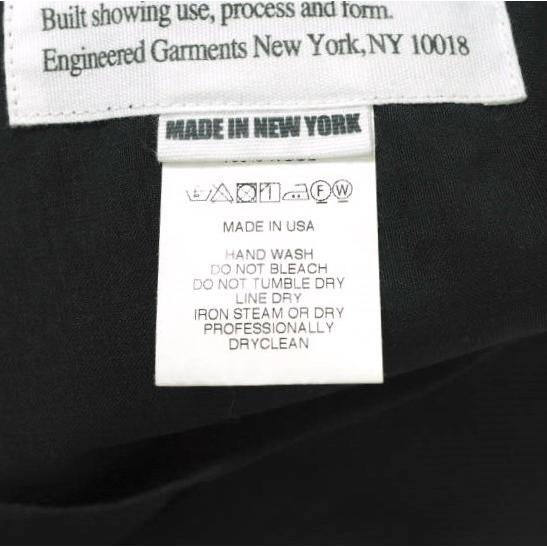 Built showing use, process and form.
Engineered Garments New York, NY 10018
MADE IN NEW YORK
F W
MADE IN USA
HAND WASH
DO NOT BLEACH
DO NOT TUMBLE DRY
LINE DRY
IRON STEAM OR DRY
PROFESSIONALLY
DRYCLEAN